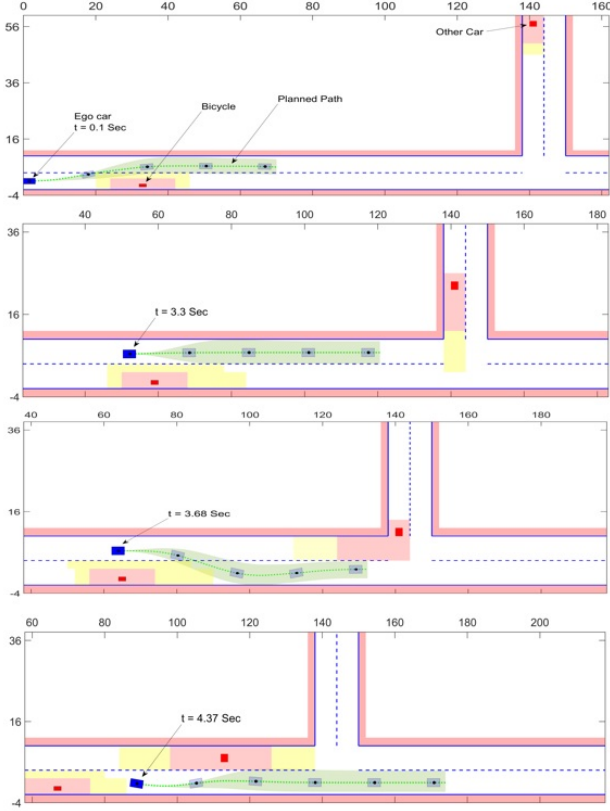 0 20 40 60 80 100 120 140 160
56
36
16
-4
Other Car
Ego car
t = 0.1 Sec
Bicycle
Planned Path
40 60 80 100 120 140 160 180
36
16
-4
t = 3.3 Sec
40 60 80 100 120 140 160 180
36
16
-4
t = 3.68 Sec
60 80 100 120 140 160 180 200 220
36
16
-4
t = 4.37 Sec